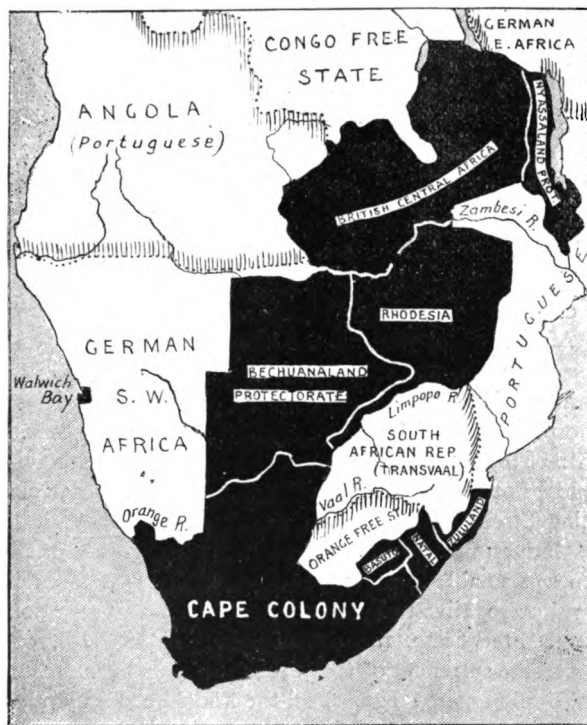 GERMAN
E. AFRICA
CONGO FREE
STATE
ANGOLA
(Portuguese)
NYASSALAND PROT.
BRITISH CENTRAL AFRICA
Zambesi R.
PORTUGUESE
RHODESIA
GERMAN
S. W.
AFRICA
BECHUANALAND
PROTECTORATE
Walwich
Bay
Limpopo R.
SOUTH
AFRICAN REP.
(TRANSVAAL)
Vaal R.
Orange R.
ORANGE FREE ST.
ZULULAND
NATAL
BASUTO
CAPE COLONY